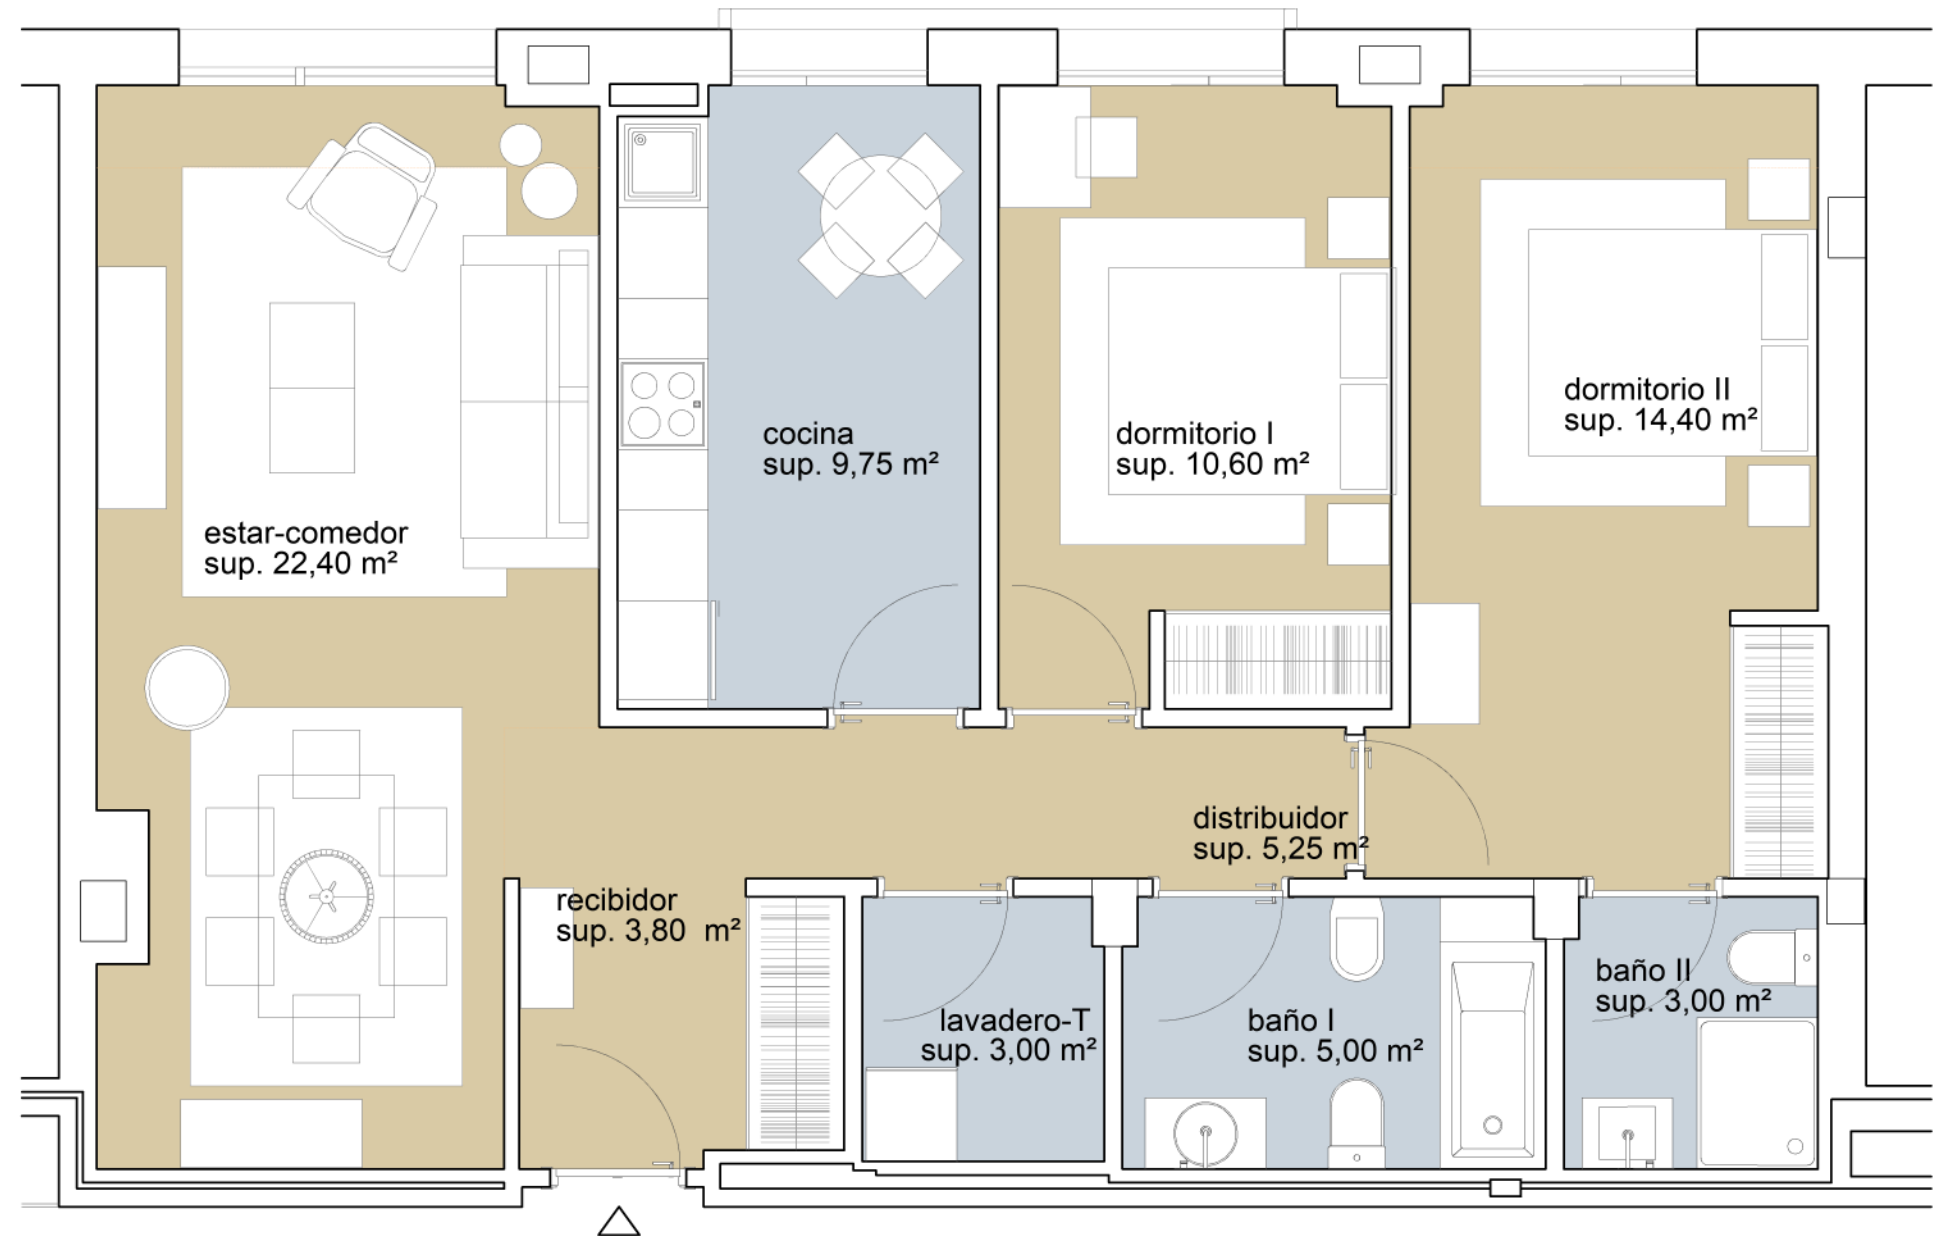 estar-comedor
sup. 22,40 m²
cocina
sup. 9,75 m²
dormitorio I
sup. 10,60 m²
dormitorio II
sup. 14,40 m²
distribuidor
sup. 5,25 m²
recibidor
sup. 3,80 m²
lavadero-T
sup. 3,00 m²
baño I
sup. 5,00 m²
baño II
sup. 3,00 m²